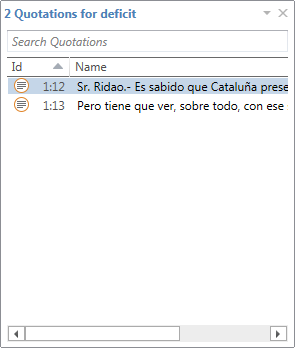 2 Quotations for deficit
Search Quotations
Id Name
1:12 Sr. Ridao.- Es sabido que Cataluña prese
1:13 Pero tiene que ver, sobre todo, con ese